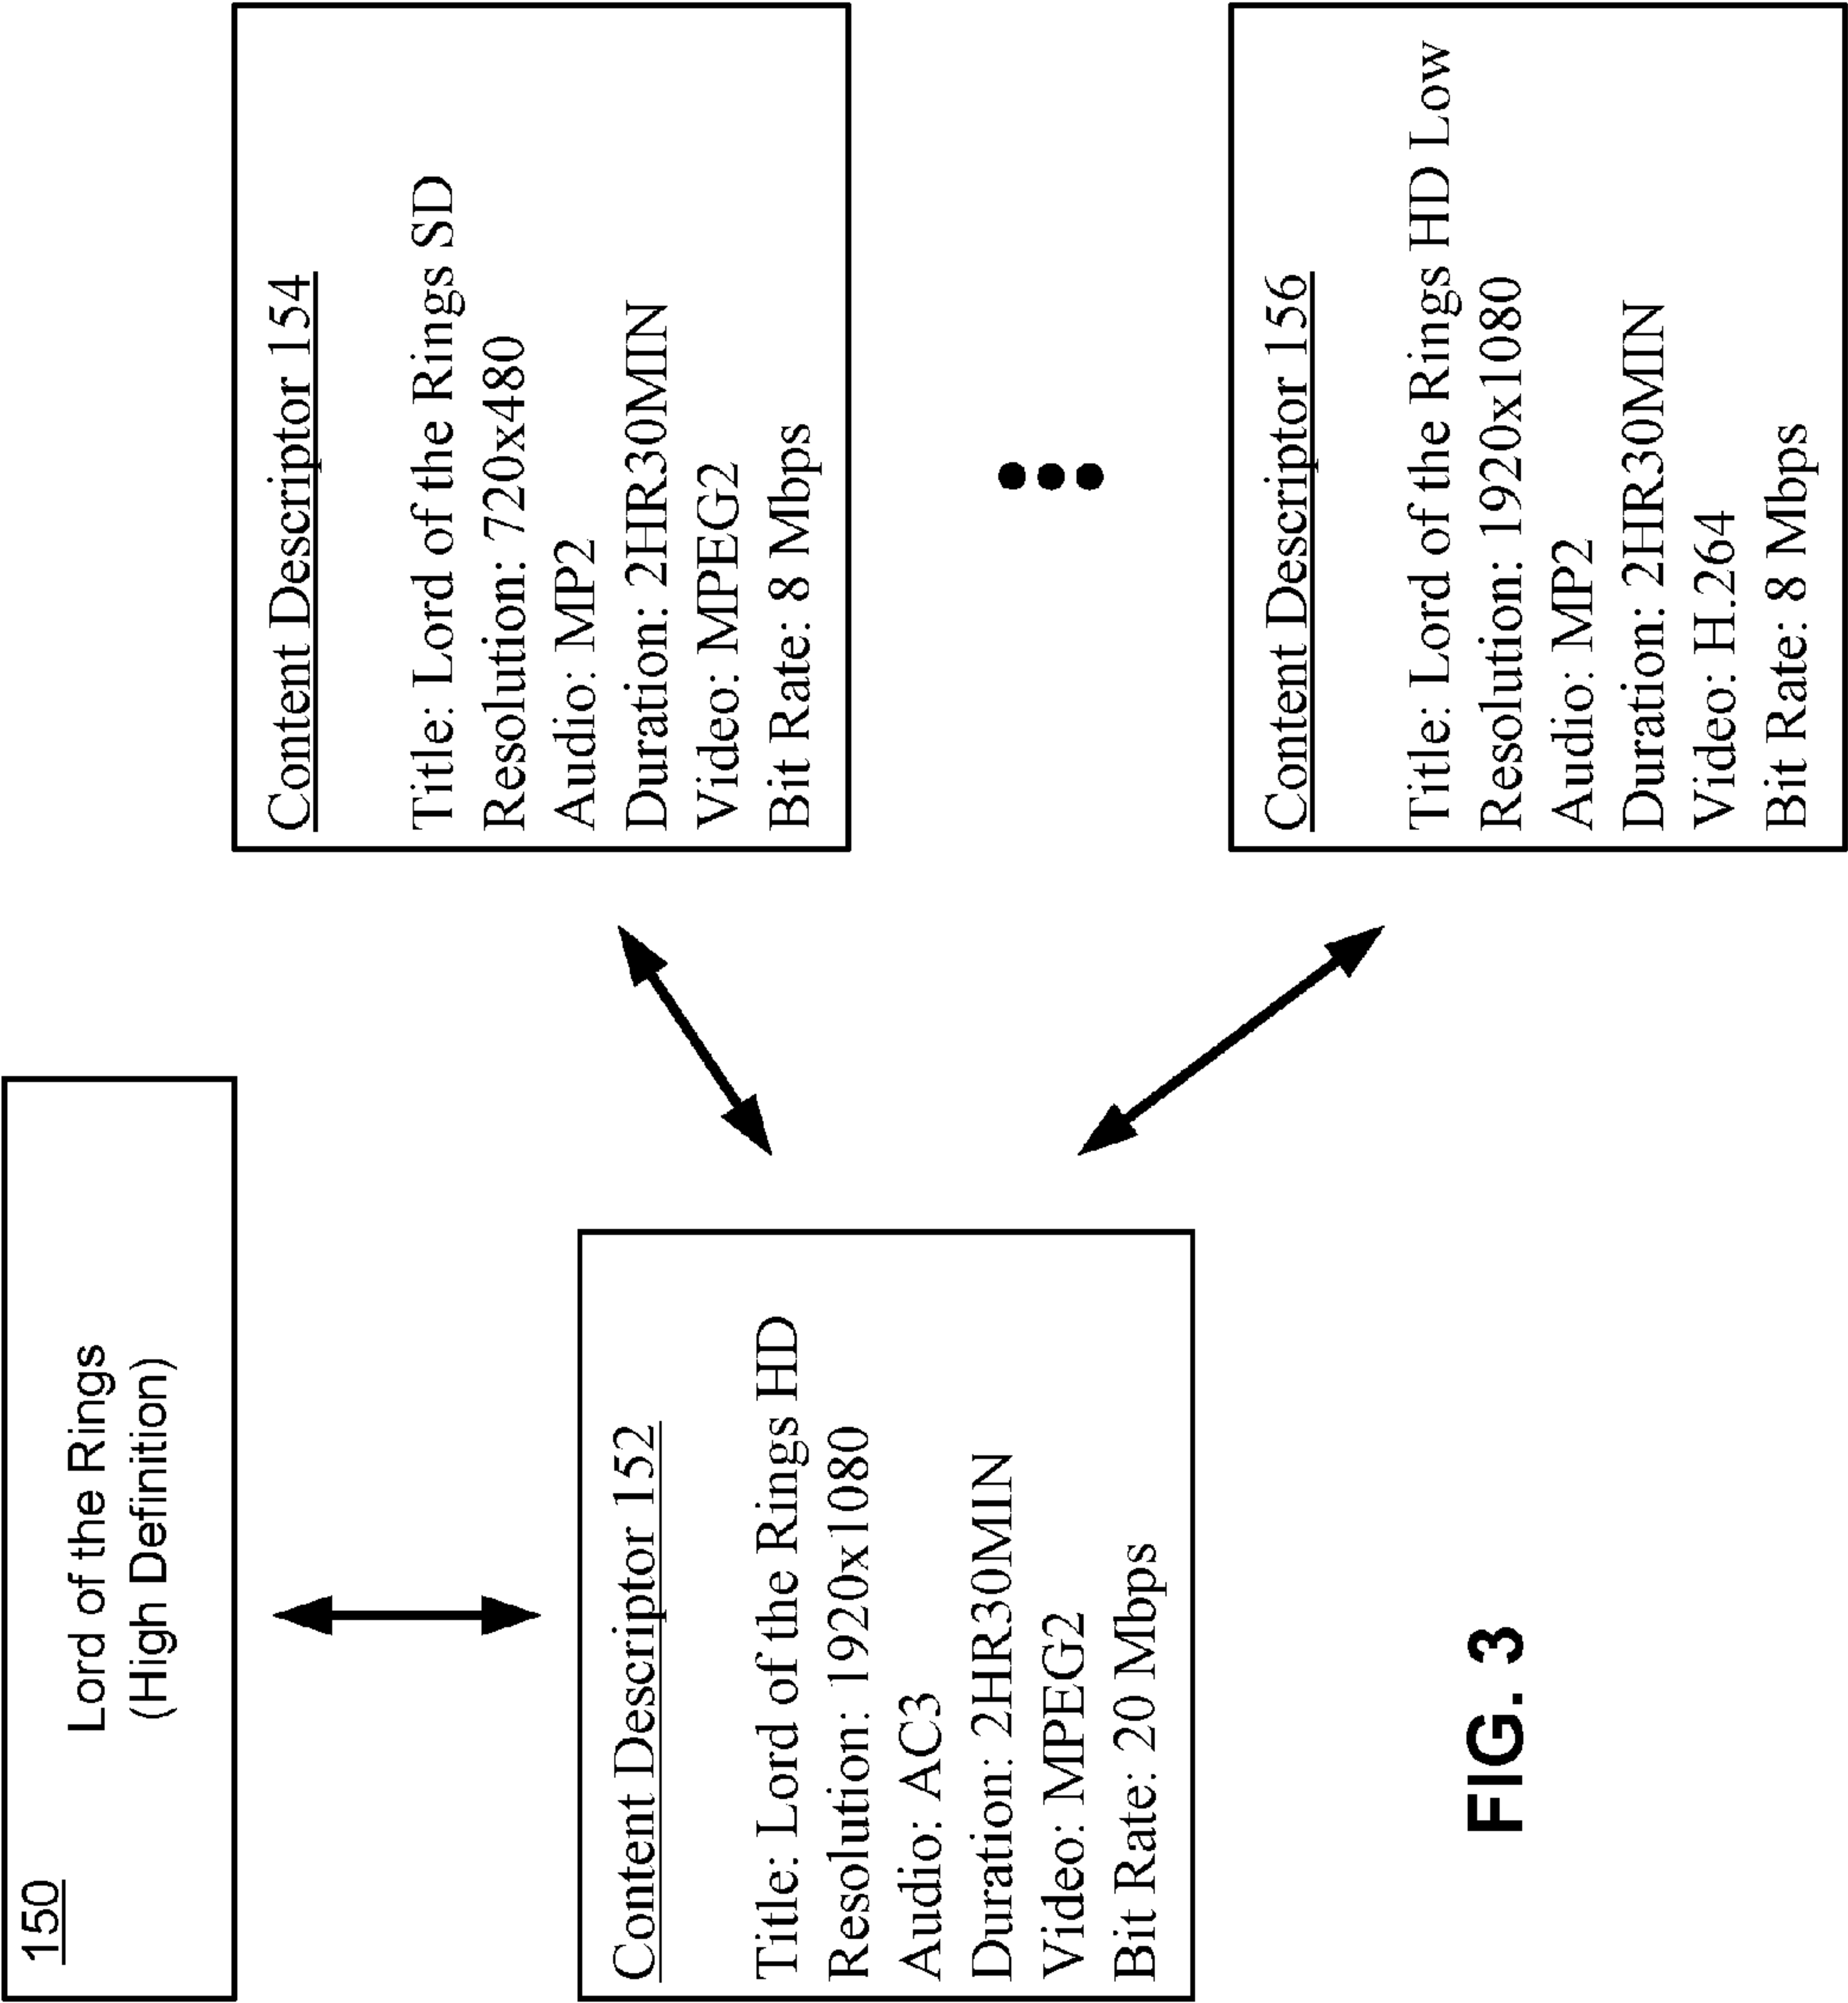 150
Lord of the Rings
(High Definition)
Content Descriptor 152
Title: Lord of the Rings HD
Resolution: 1920x1080
Audio: AC3
Duration: 2HR30MIN
Video: MPEG2
Bit Rate: 20 Mbps
Content Descriptor 154
Title: Lord of the Rings SD
Resolution: 720x480
Audio: MP2
Duration: 2HR30MIN
Video: MPEG2
Bit Rate: 8 Mbps
Content Descriptor 156
Title: Lord of the Rings HD Low
Resolution: 1920x1080
Audio: MP2
Duration: 2HR30MIN
Video: H.264
Bit Rate: 8 Mbps
FIG. 3